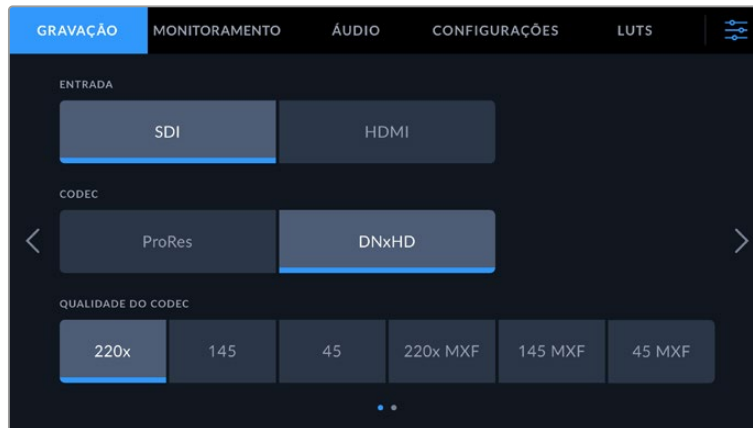 GRAVAÇÃO MONITORAMENTO ÁUDIO CONFIGURAÇÕES LUTS
ENTRADA
SDI HDMI
CODEC
ProRes DNxHD
QUALIDADE DO CODEC
220x 145 45 220x MXF 145 MXF 45 MXF